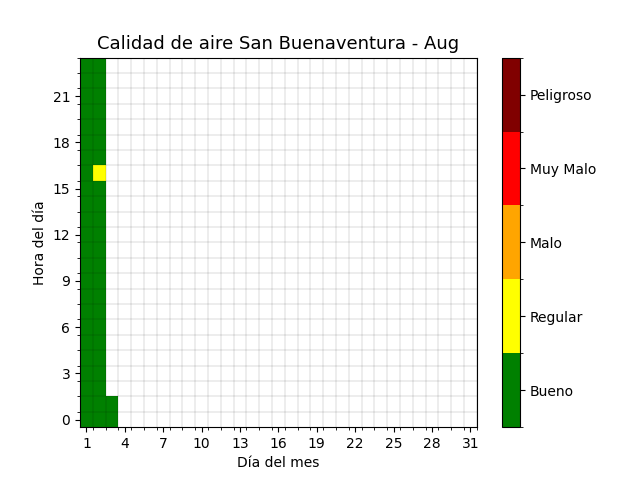 Calidad de aire San Buenaventura - Aug
Hora del día
21
18
15
12
9
6
3
0
1 4 7 10 13 16 19 22 25 28 31
Día del mes
Peligroso
Muy Malo
Malo
Regular
Bueno